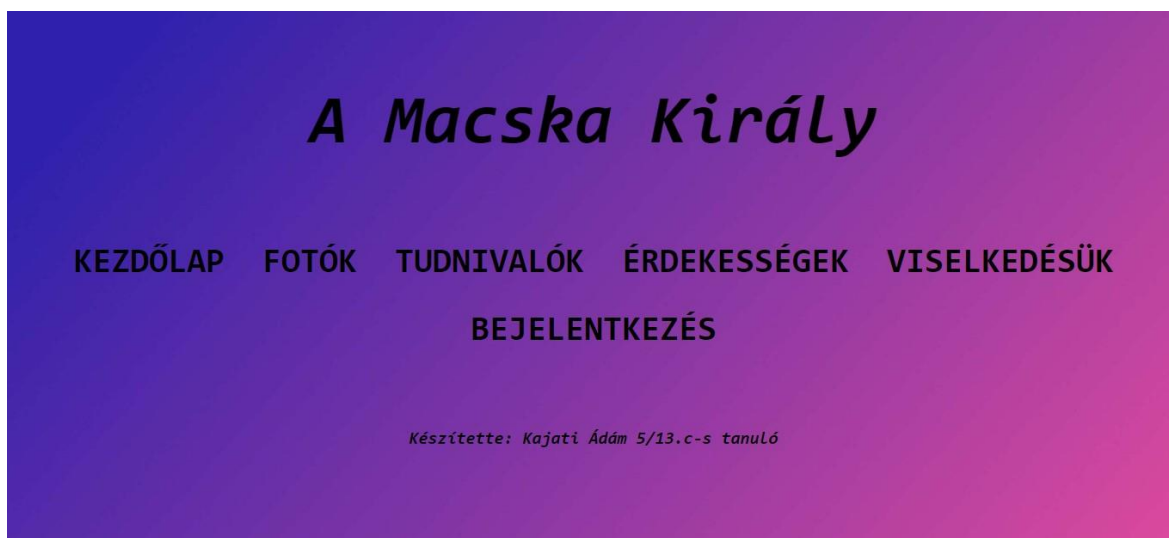 A Macska Király
KEZDŐLAP FOTÓK TUDNIVALÓK ÉRDEKESSÉGEK VISELKEDÉSÜK
BEJELENTKEZÉS
Készítette: Kajati Ádám 5/13.c-s tanuló